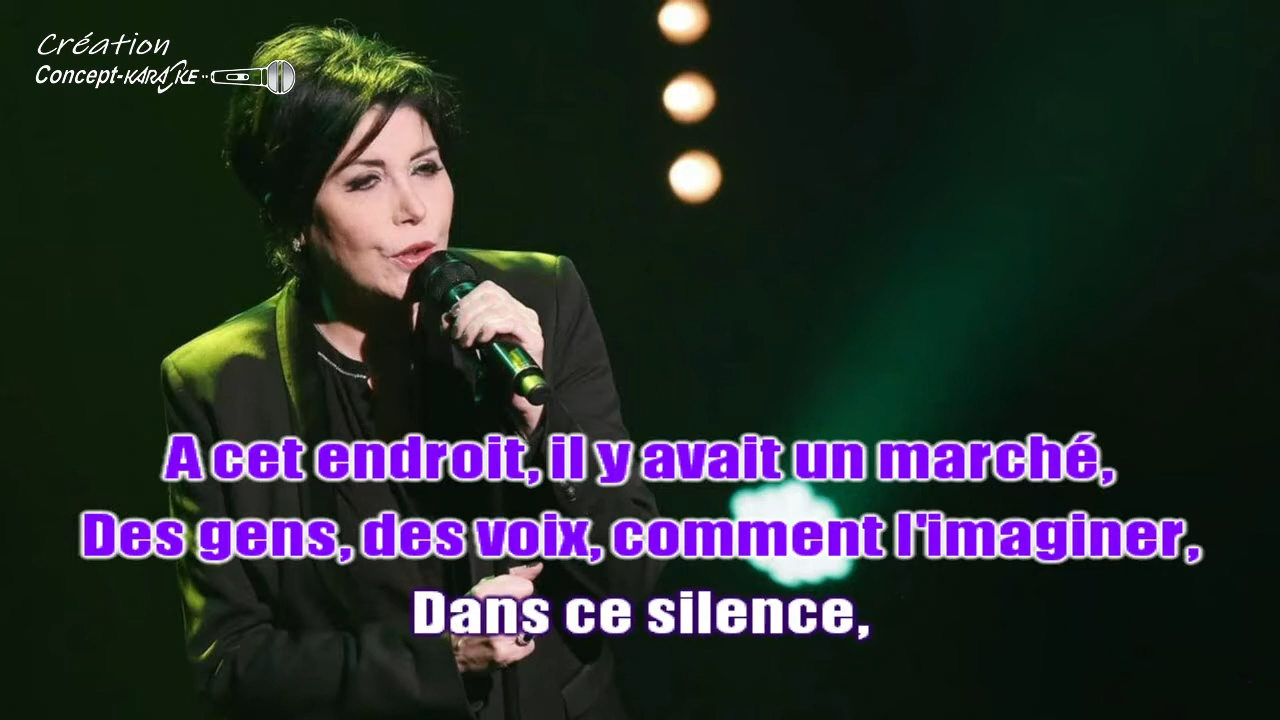 Création
Concept-KARAOKE
A cet endroit, il y avait un marché,
Des gens, des voix, comment l'imaginer,
Dans ce silence,